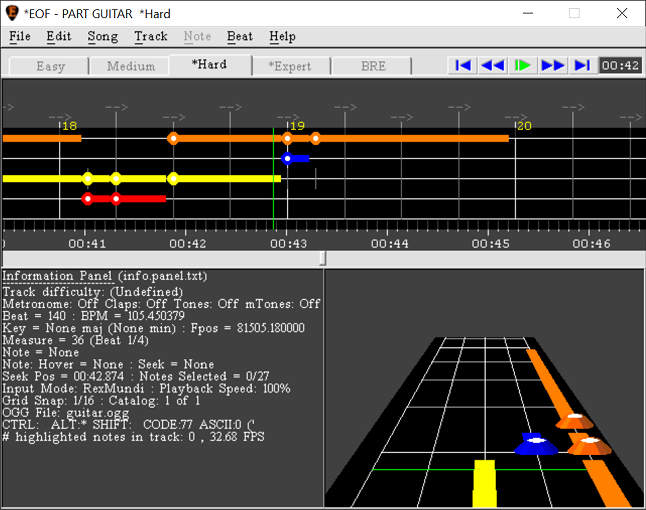 *EOF - PART GUITAR  *Hard
File Edit Song Track Note Beat Help
Easy Medium *Hard *Expert BRE 00:42
--> --> --> --> --> -->
18 19 20
00:41 00:42 00:43 00:44 00:45 00:46
Information Panel (info.panel.txt)
----------------------------
Track difficulty: (Undefined)
Metronome: Off Claps: Off Tones: Off mTones: Off
Beat = 140 : BPM = 105.450379
Key = None maj (None min) : Fpos = 81505.180000
Measure = 36 (Beat 1/4)
Note = None
Note: Hover = None : Seek = None
Seek Pos = 00:42.874 : Notes Selected = 0/27
Input Mode: RexMundi : Playback Speed: 100%
Grid Snap: 1/16 : Catalog: 1 of 1
OGG File: guitar.ogg
CTRL:  ALT:* SHIFT:  CODE:77 ASCII:0 ('
# highlighted notes in track: 0 , 32.68 FPS